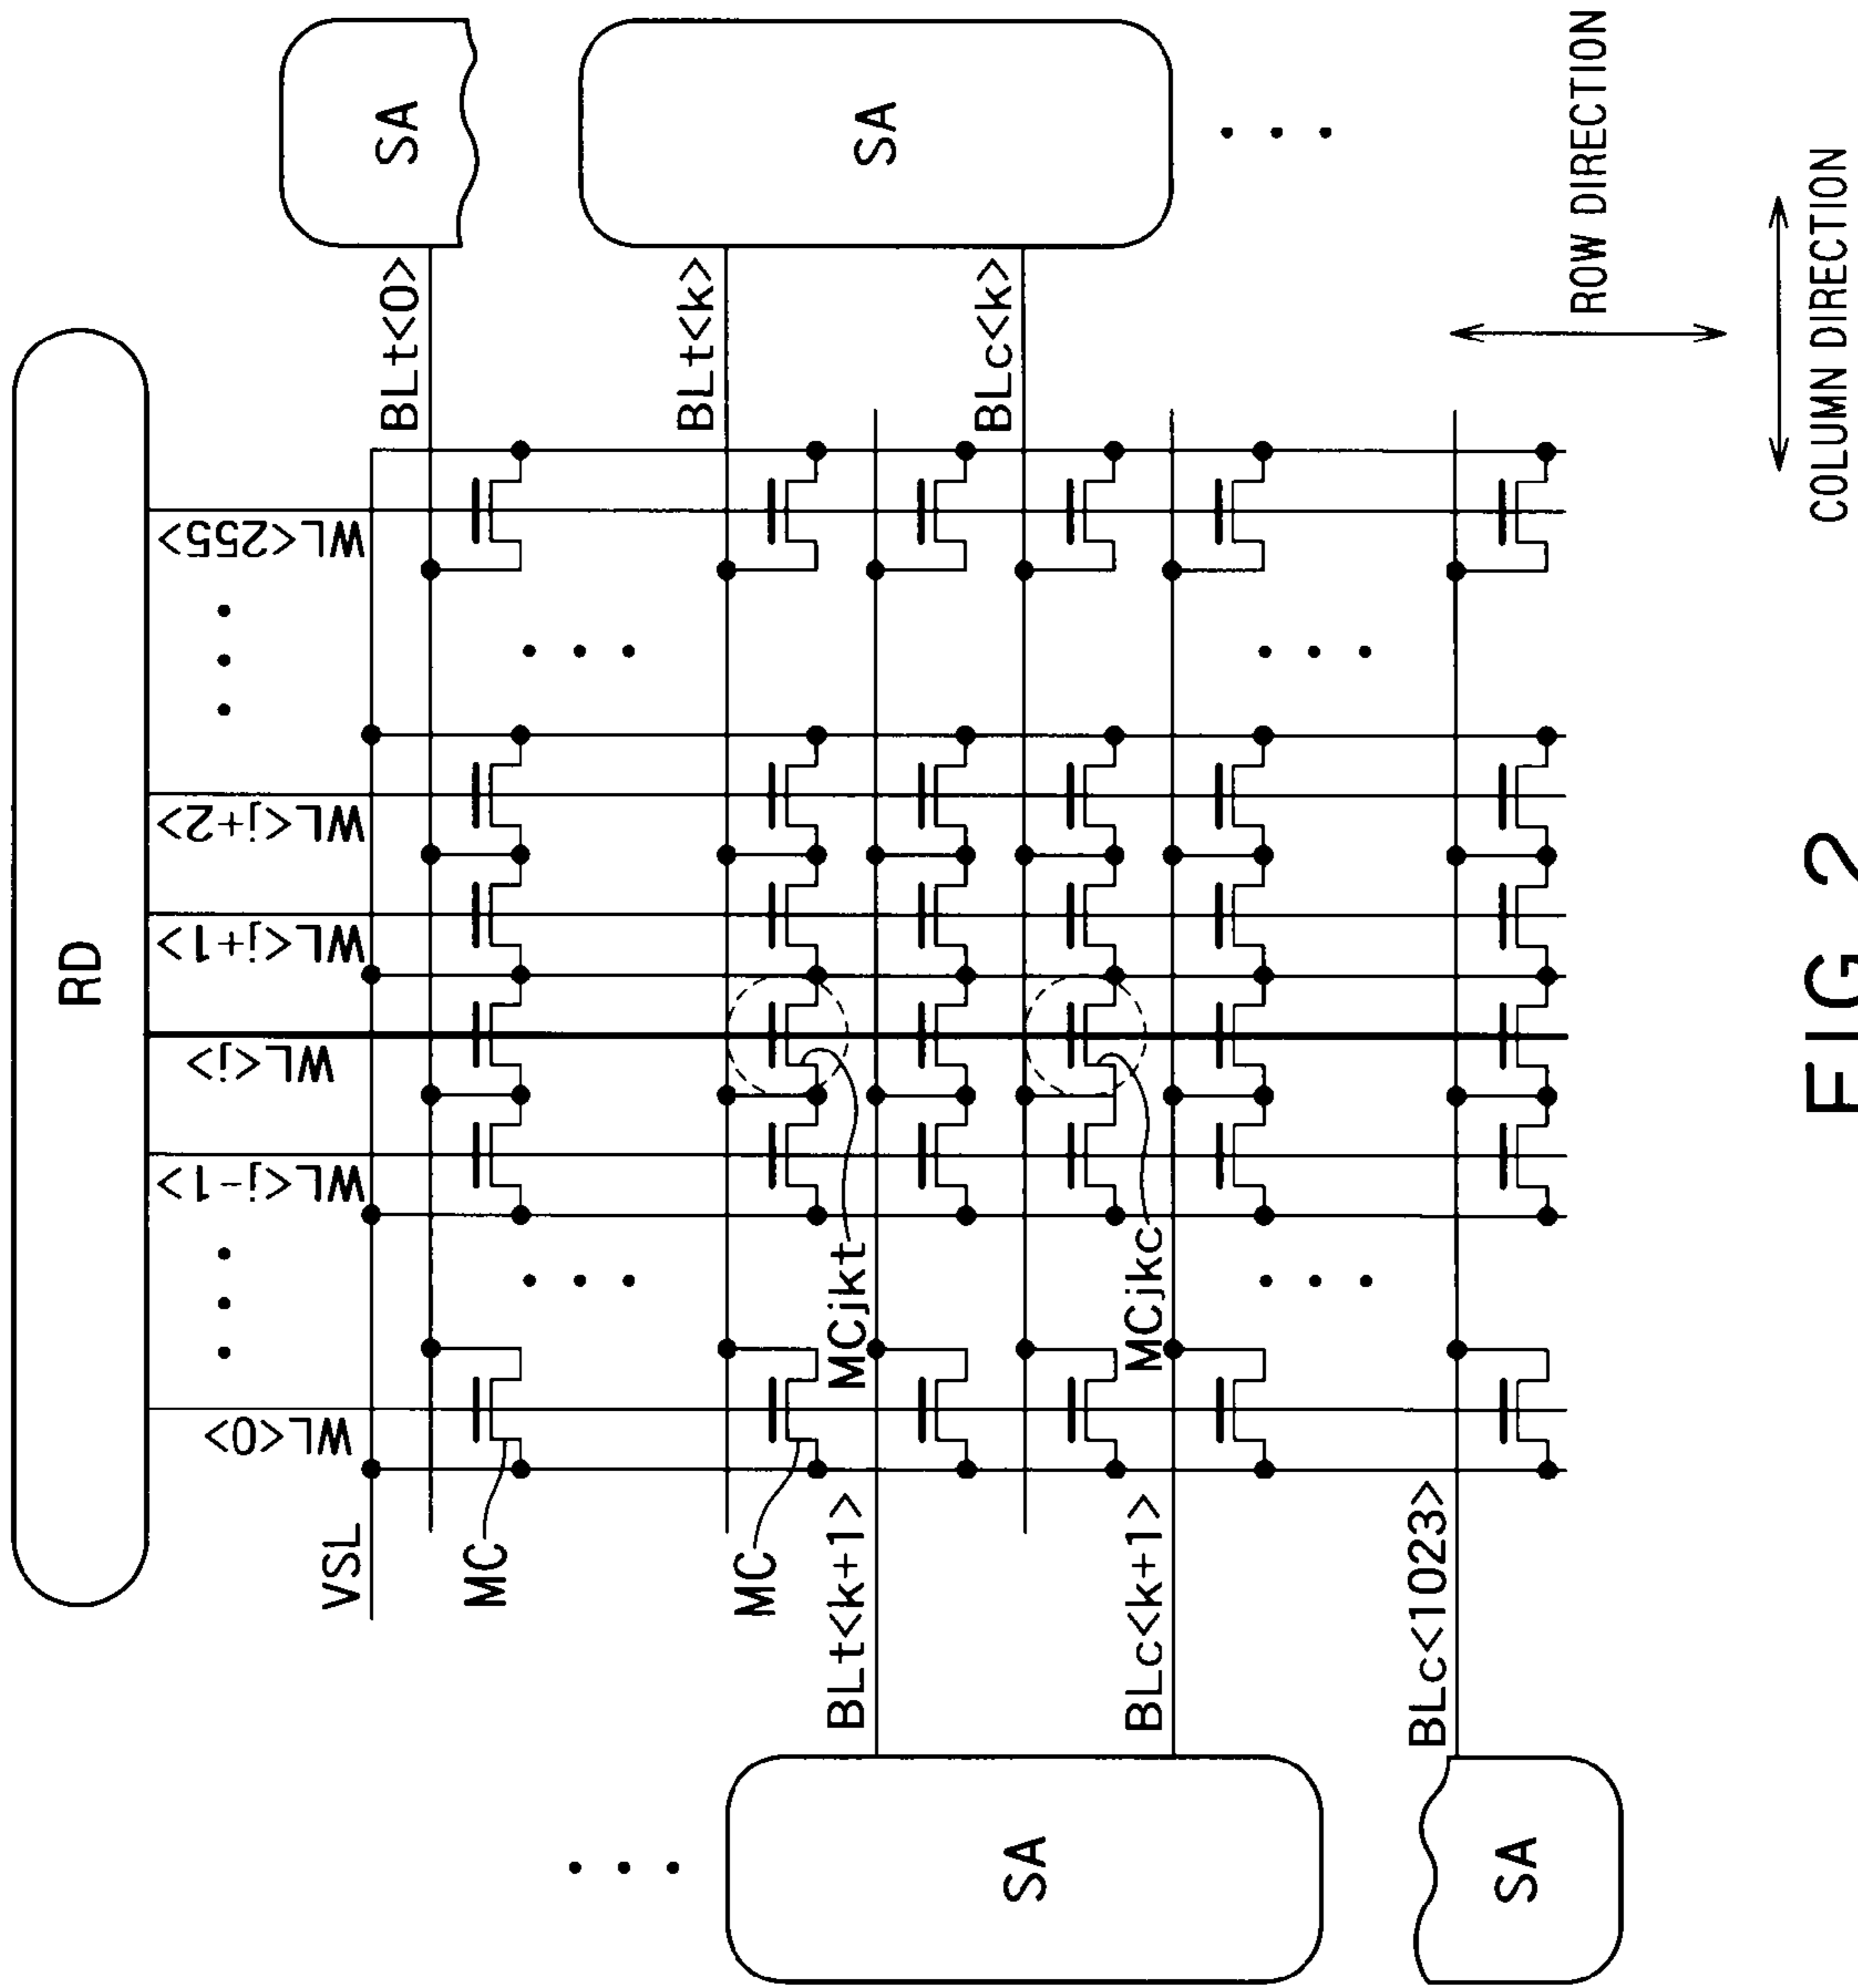 RD
WL<0>
WL<j-1>
WL<j>
WL<j+1>
WL<j+2>
WL<255>
VSL
MC
MC
MCjkt
MCjkc
BLt<0>
BLt<k>
BLc<k>
BLt<k+1>
BLc<k+1>
BLc<1023>
SA
SA
SA
SA
ROW DIRECTION
COLUMN DIRECTION
FIG 2